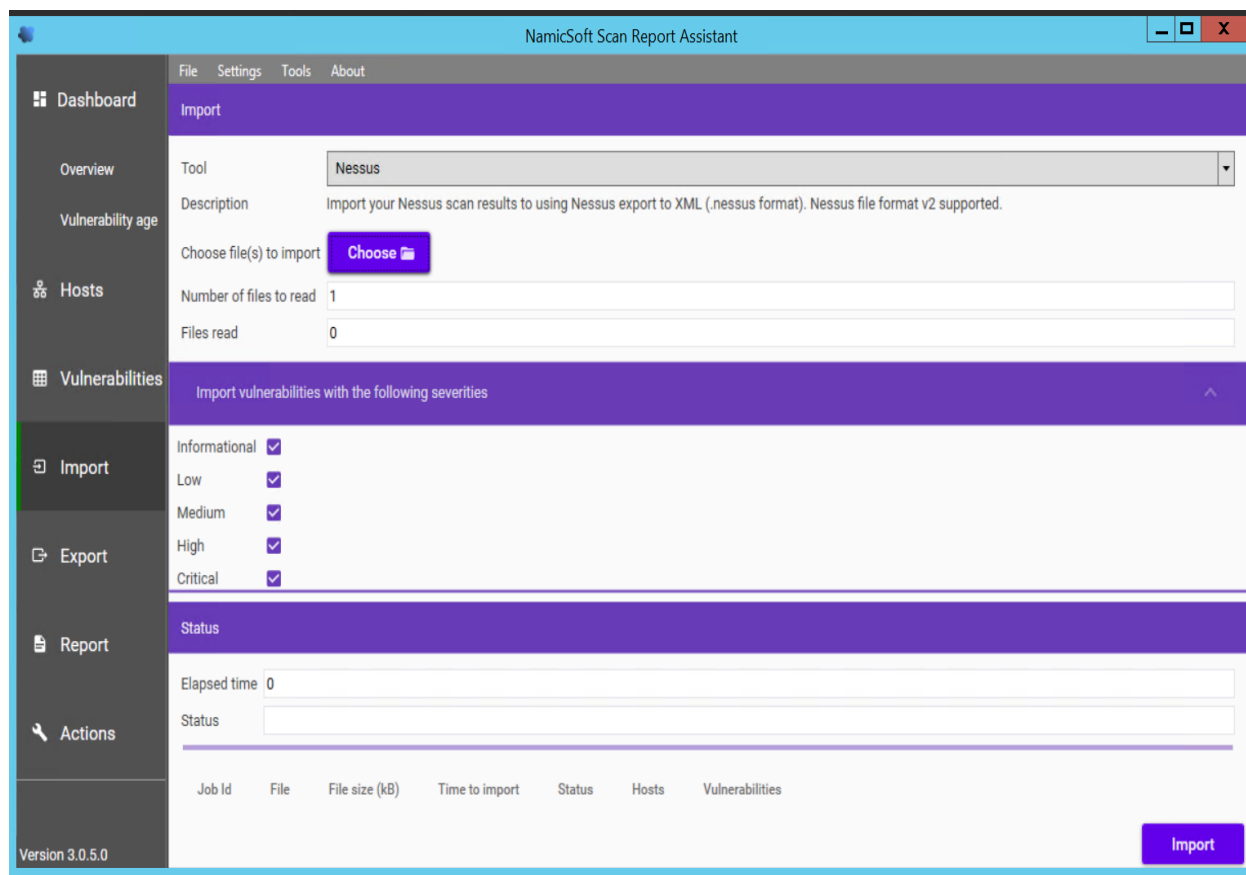 NamicSoft Scan Report Assistant
X
File Settings Tools About
Dashboard
Overview
Vulnerability age
Hosts
Vulnerabilities
Import
Export
Report
Actions
Version 3.0.5.0
Import
Tool Nessus
Description Import your Nessus scan results to using Nessus export to XML (.nessus format). Nessus file format v2 supported.
Choose file(s) to import Choose
Number of files to read 1
Files read 0
Import vulnerabilities with the following severities
Informational
Low
Medium
High
Critical
Status
Elapsed time 0
Status
Job Id File File size (kB) Time to import Status Hosts Vulnerabilities
Import